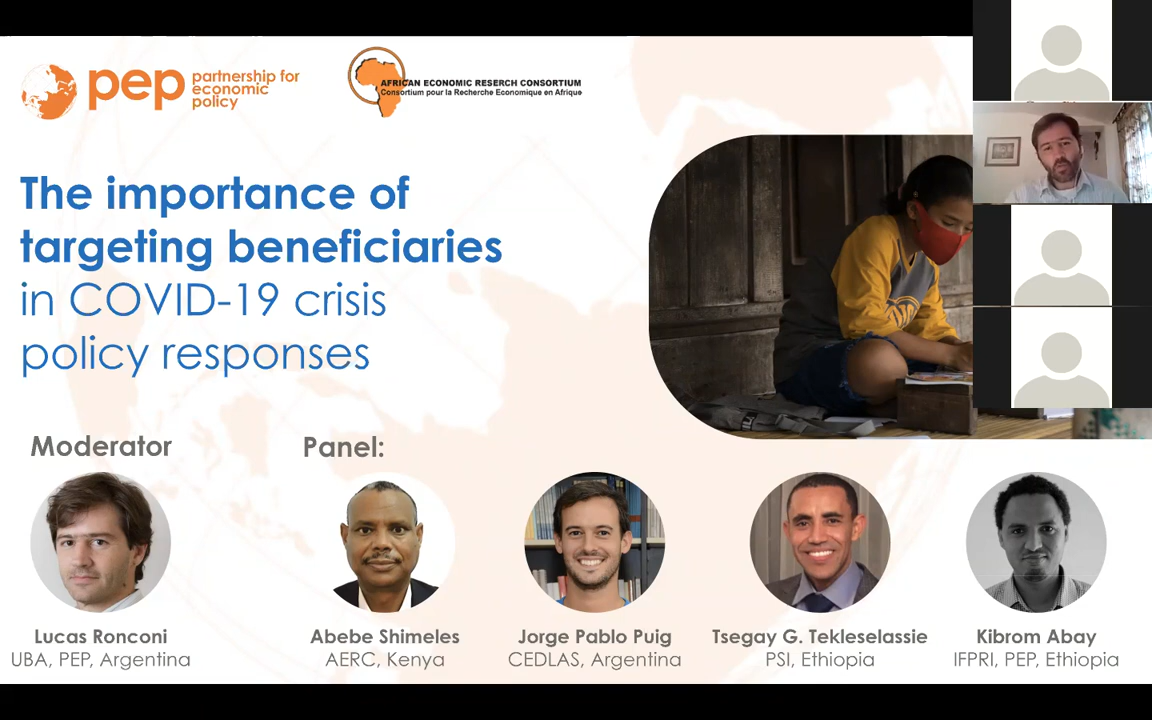 pep partnership for
economic
policy
AFRICAN ECONOMIC RESERCH CONSORTIUM
Consortium pour la Recherche Economique en Afrique
The importance of
targeting beneficiaries
in COVID-19 crisis
policy responses
Moderator
Panel:
Lucas Ronconi
UBA, PEP, Argentina
Abebe Shimeles
AERC, Kenya
Jorge Pablo Puig
CEDLAS, Argentina
Tsegay G. Tekleselassie
PSI, Ethiopia
Kibrom Abay
IFPRI, PEP, Ethiopia